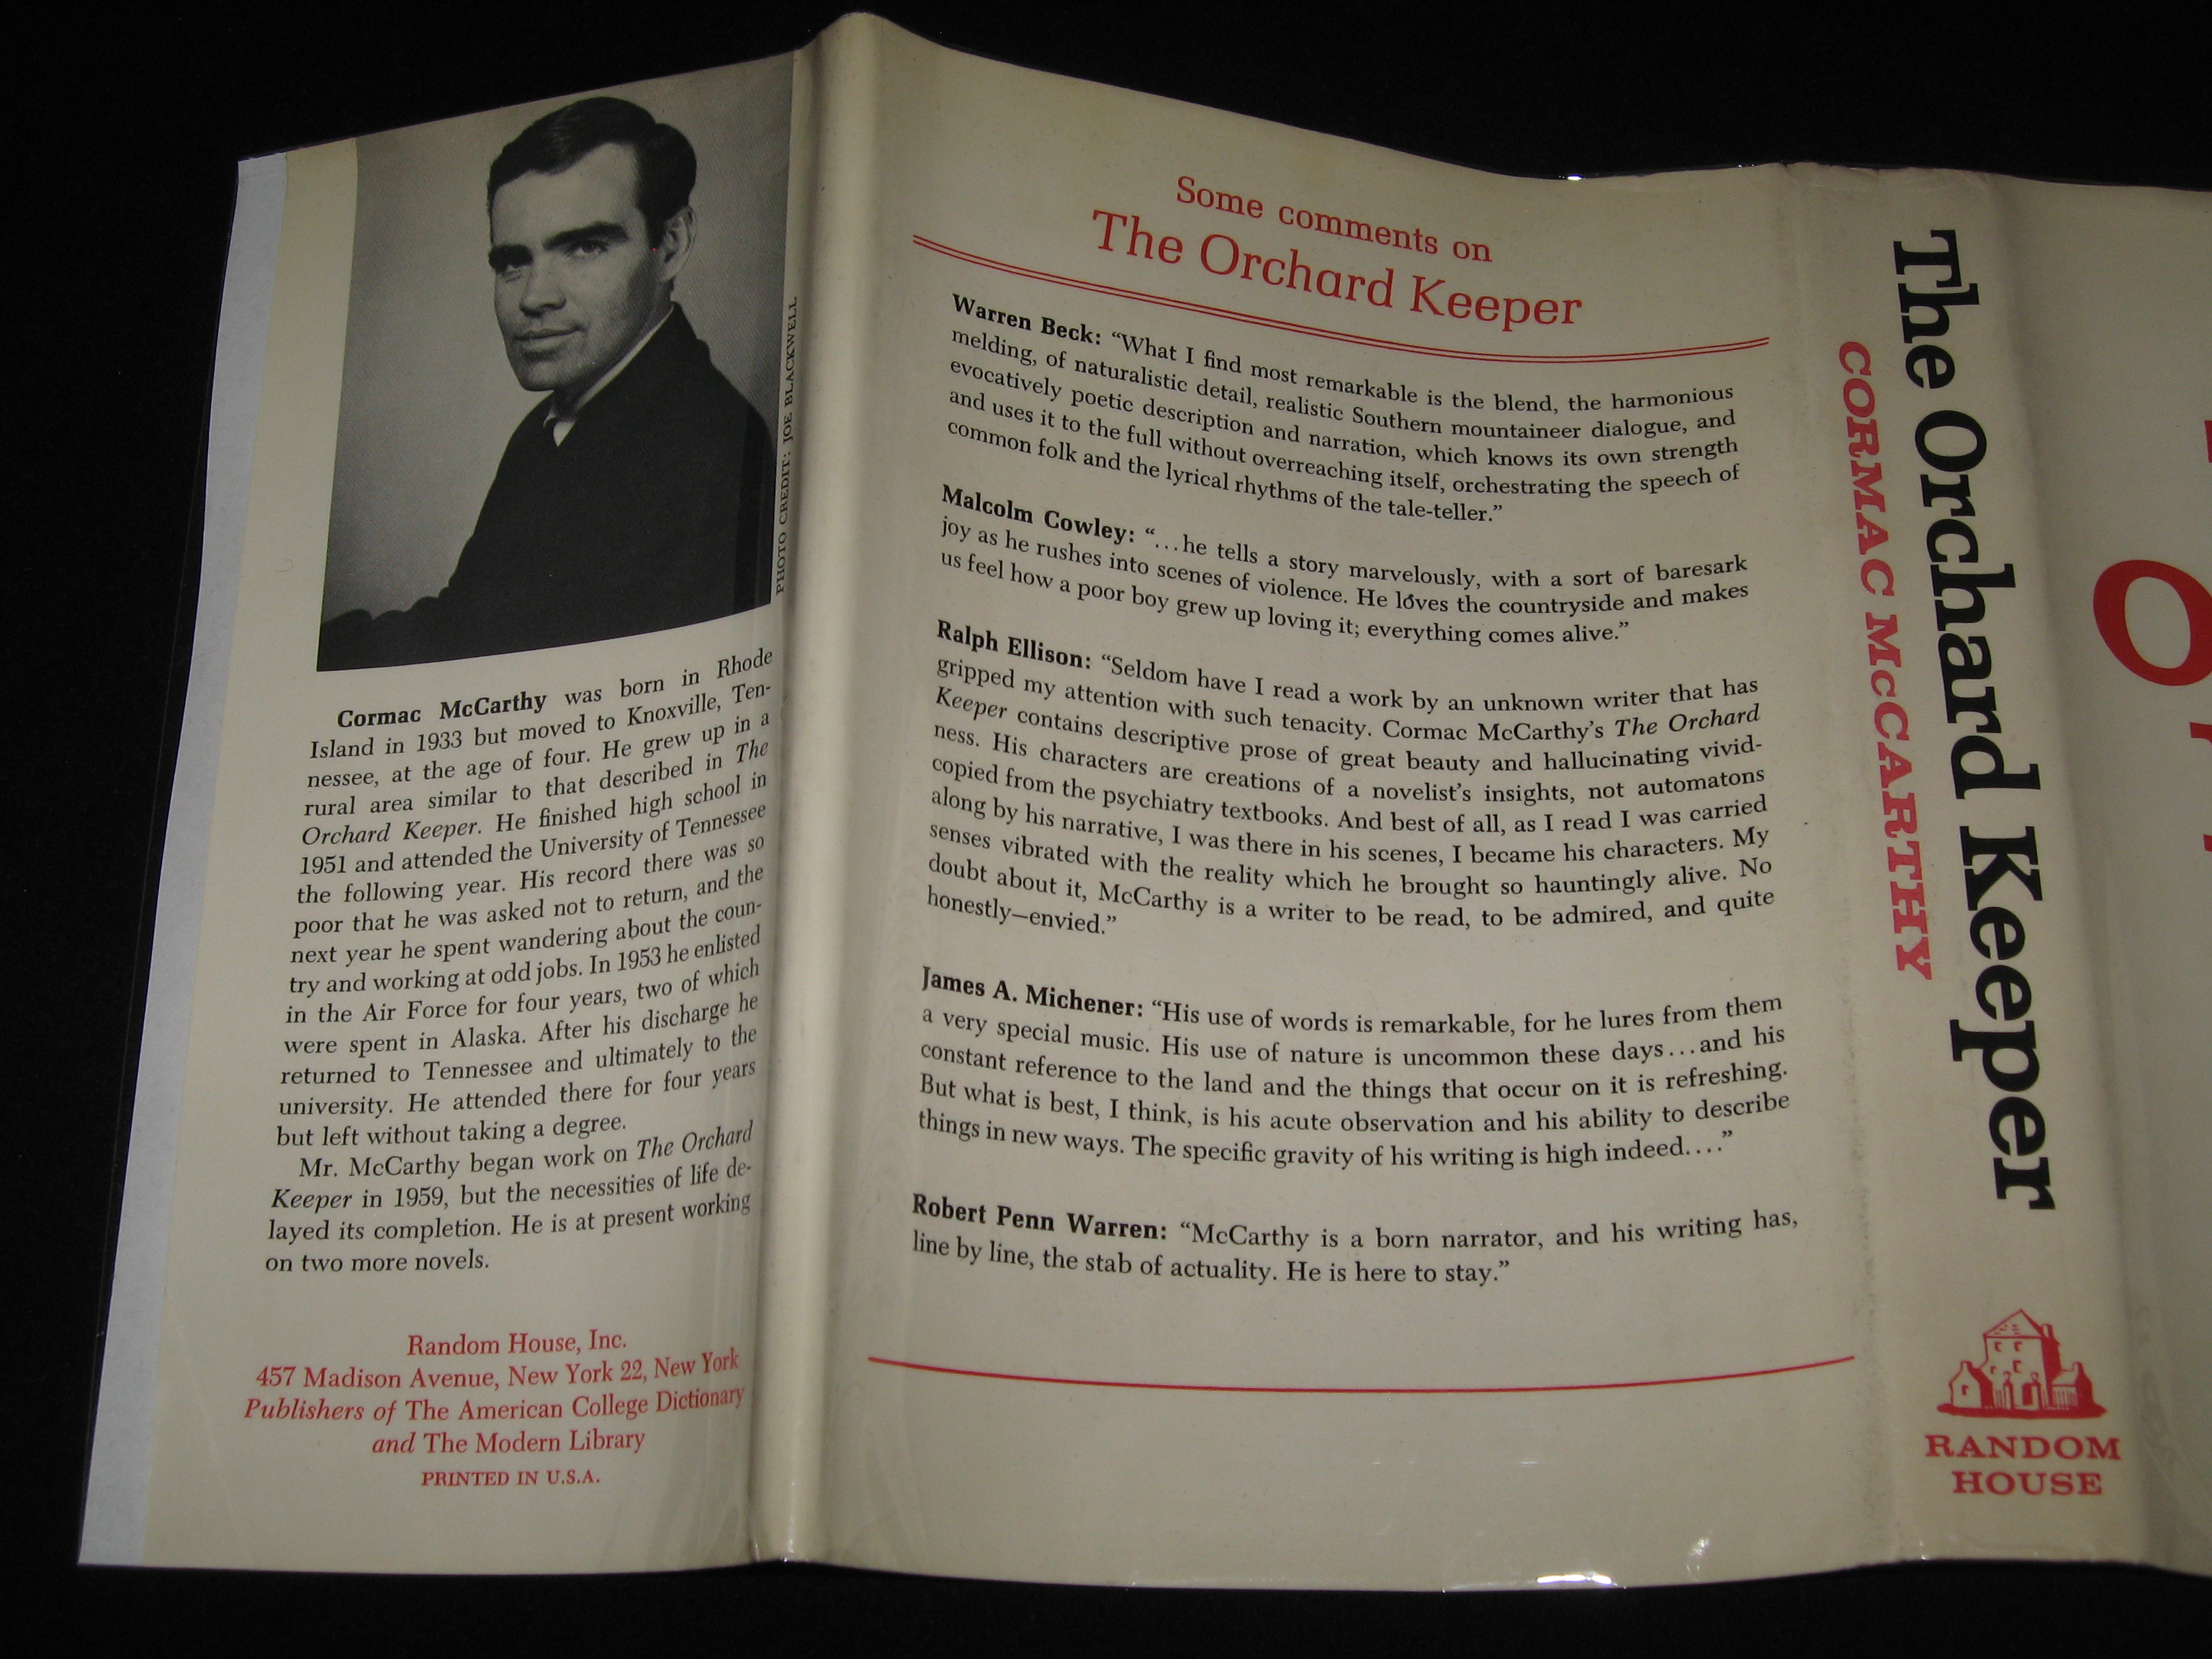 PHOTO CREDIT: JOE BLACKWELL
Cormac McCarthy was born in Rhode
Island in 1933 but moved to Knoxville, Ten-
nessee, at the age of four. He grew up in a
rural area similar to that described in The
Orchard Keeper. He finished high school in
1951 and attended the University of Tennessee
the following year. His record there was so
poor that he was asked not to return, and the
next year he spent wandering about the coun-
try and working at odd jobs. In 1953 he enlisted
in the Air Force for four years, two of which
were spent in Alaska. After his discharge he
returned to Tennessee and ultimately to the
university. He attended there for four years
but left without taking a degree.
Mr. McCarthy began work on The Orchard
Keeper in 1959, but the necessities of life de-
layed its completion. He is at present working
on two more novels.
Random House, Inc.
457 Madison Avenue, New York 22, New York
Publishers of The American College Dictionary
and The Modern Library
PRINTED IN U.S.A.
Some comments on
The Orchard Keeper
Warren Beck: “What I find most remarkable is the blend, the harmonious
melding, of naturalistic detail, realistic Southern mountaineer dialogue, and
evocatively poetic description and narration, which knows its own strength
and uses it to the full without overreaching itself, orchestrating the speech of
common folk and the lyrical rhythms of the tale-teller.”
Malcolm Cowley: “...he tells a story marvelously, with a sort of baresark
joy as he rushes into scenes of violence. He loves the countryside and makes
us feel how a poor boy grew up loving it; everything comes alive.”
Ralph Ellison: “Seldom have I read a work by an unknown writer that has
gripped my attention with such tenacity. Cormac McCarthy’s The Orchard
Keeper contains descriptive prose of great beauty and hallucinating vivid-
ness. His characters are creations of a novelist’s insights, not automatons
copied from the psychiatry textbooks. And best of all, as I read I was carried
along by his narrative, I was there in his scenes, I became his characters. My
senses vibrated with the reality which he brought so hauntingly alive. No
doubt about it, McCarthy is a writer to be read, to be admired, and quite
honestly—envied.”
James A. Michener: “His use of words is remarkable, for he lures from them
a very special music. His use of nature is uncommon these days...and his
constant reference to the land and the things that occur on it is refreshing.
But what is best, I think, is his acute observation and his ability to describe
things in new ways. The specific gravity of his writing is high indeed....”
Robert Penn Warren: “McCarthy is a born narrator, and his writing has,
line by line, the stab of actuality. He is here to stay.”
The Orchard Keeper
CORMAC McCARTHY
RANDOM
HOUSE